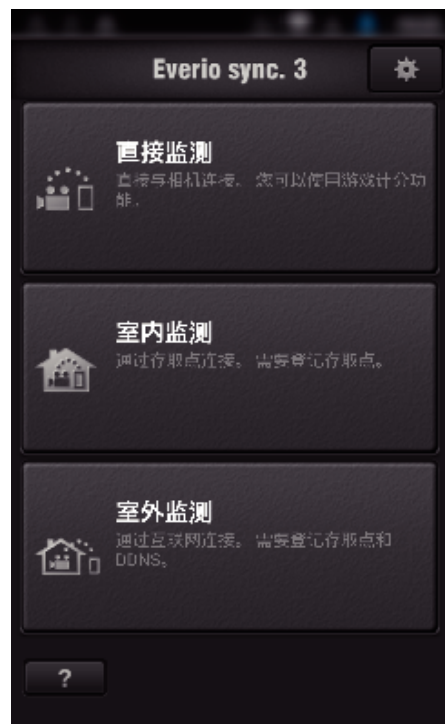 Everio sync. 3
直接监测
直接与相机连接。 您可以使用游戏计分功
能。
室内监测
通过存取点连接。 需要登记存取点。
室外监测
通过互联网连接。 需要登记存取点和
DDNS。
?